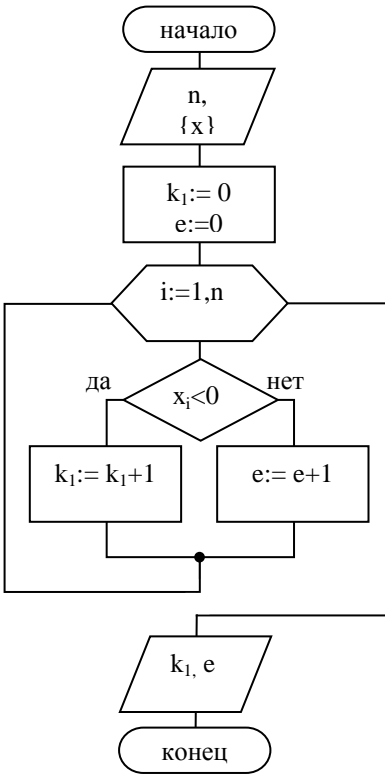 начало
n,
{x}
k₁:= 0
e:=0
i:=1,n
да
xᵢ<0
нет
k₁:= k₁+1
e:= e+1
k₁, e
конец